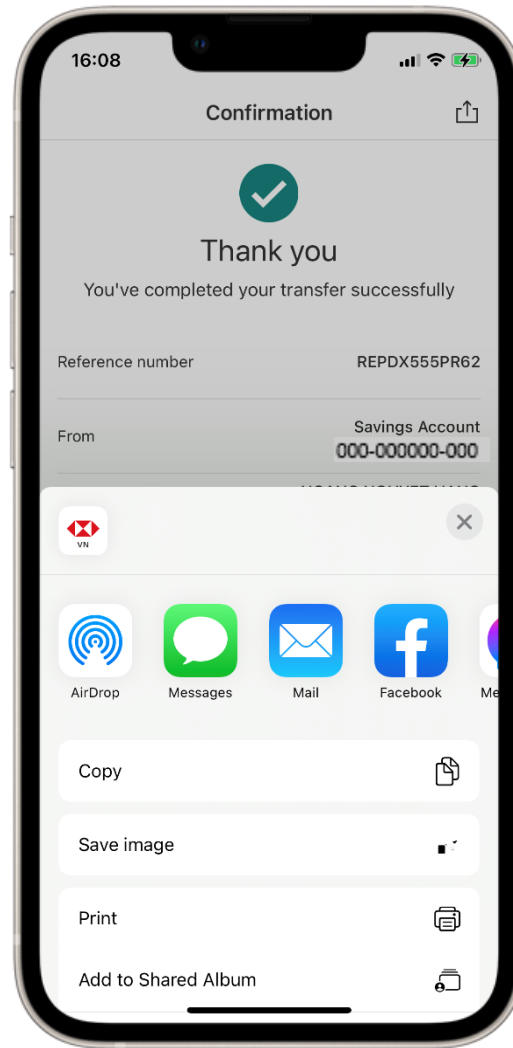 16:08
Confirmation
Thank you
You've completed your transfer successfully
Reference number REPDX555PR62
From Savings Account
000-000000-000
VN
AirDrop Messages Mail Facebook Me
Copy
Save image
Print
Add to Shared Album